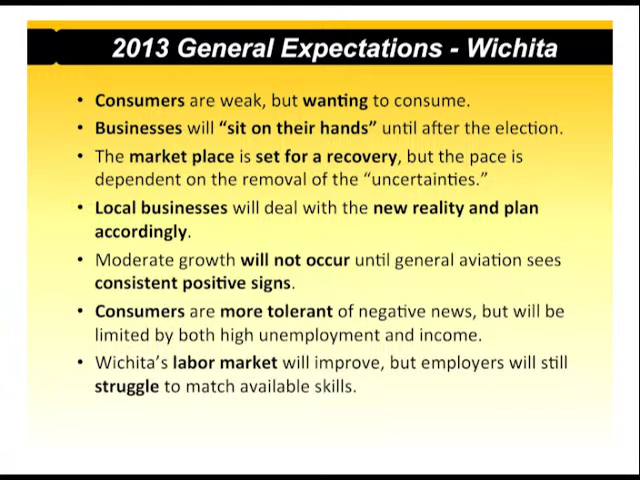 2013 General Expectations - Wichita
• Consumers are weak, but wanting to consume.
• Businesses will “sit on their hands” until after the election.
• The market place is set for a recovery, but the pace is
dependent on the removal of the “uncertainties.”
• Local businesses will deal with the new reality and plan
accordingly.
• Moderate growth will not occur until general aviation sees
consistent positive signs.
• Consumers are more tolerant of negative news, but will be
limited by both high unemployment and income.
• Wichita’s labor market will improve, but employers will still
struggle to match available skills.